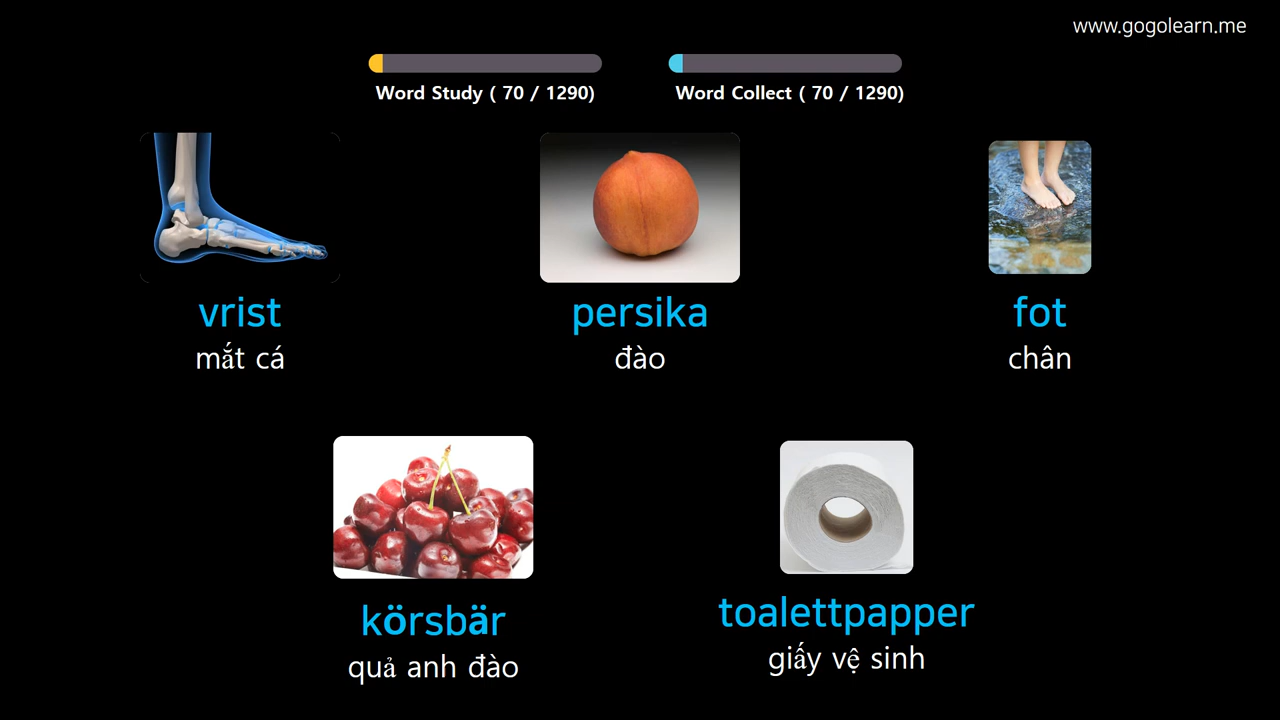 www.gogolearn.me
Word Study ( 70 / 1290)
Word Collect ( 70 / 1290)
vrist
mắt cá
persika
đào
fot
chân
körsbär
quả anh đào
toalettpapper
giấy vệ sinh